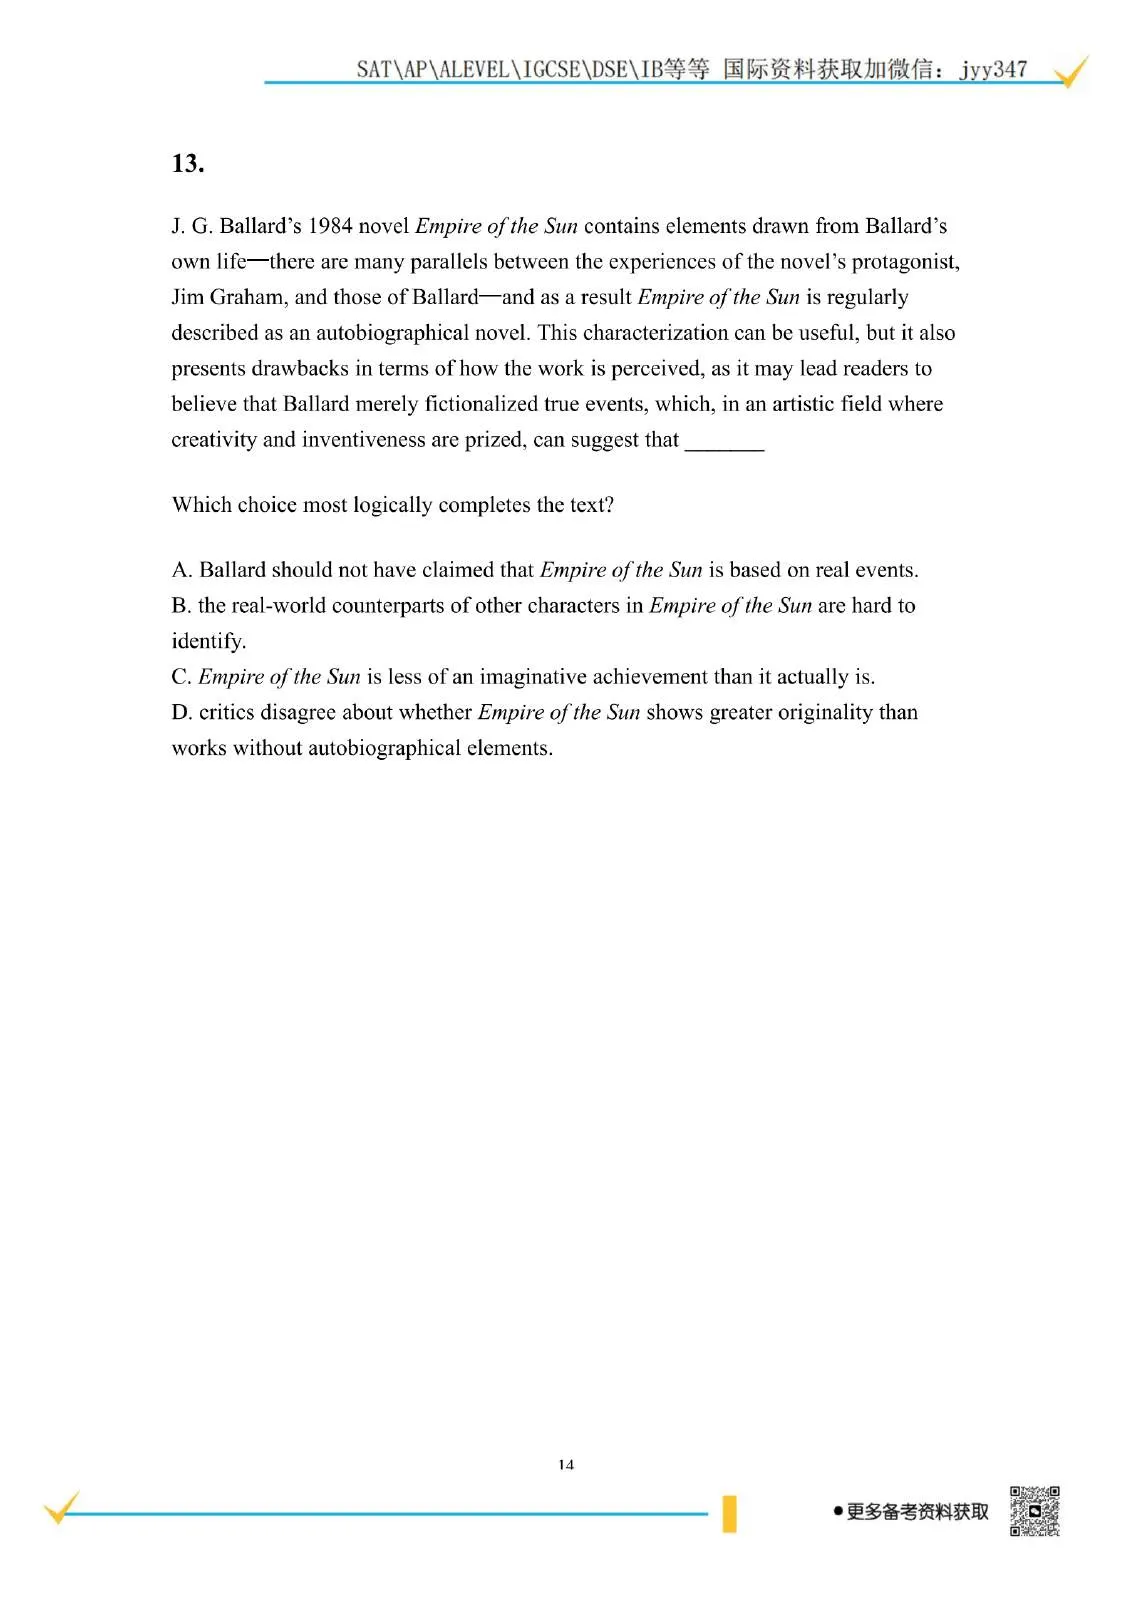 SAT\AP\ALEVEL\IGCSE\DSE\IB等等 国际资料获取加微信：jyy347
13.
J. G. Ballard’s 1984 novel Empire of the Sun contains elements drawn from Ballard’s
own life—there are many parallels between the experiences of the novel’s protagonist,
Jim Graham, and those of Ballard—and as a result Empire of the Sun is regularly
described as an autobiographical novel. This characterization can be useful, but it also
presents drawbacks in terms of how the work is perceived, as it may lead readers to
believe that Ballard merely fictionalized true events, which, in an artistic field where
creativity and inventiveness are prized, can suggest that _______
Which choice most logically completes the text?
A. Ballard should not have claimed that Empire of the Sun is based on real events.
B. the real-world counterparts of other characters in Empire of the Sun are hard to
identify.
C. Empire of the Sun is less of an imaginative achievement than it actually is.
D. critics disagree about whether Empire of the Sun shows greater originality than
works without autobiographical elements.
14
●更多备考资料获取